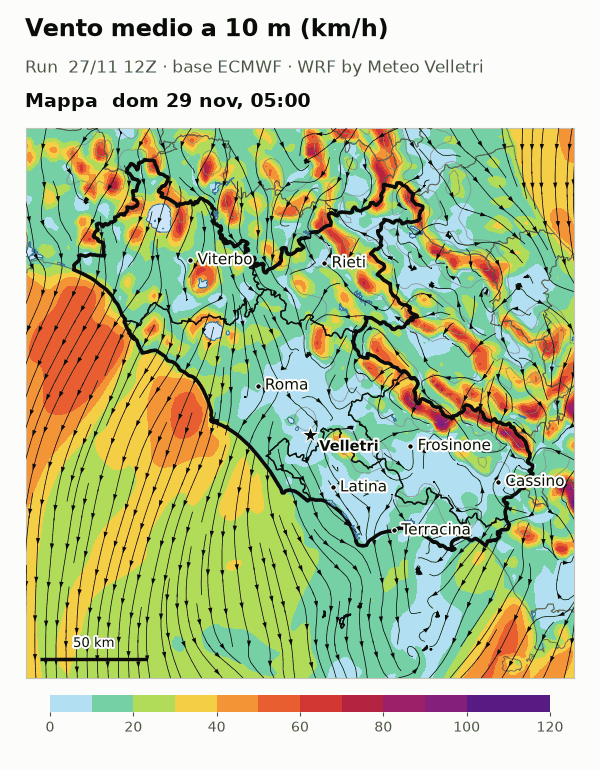 Vento medio a 10 m (km/h)
Run  27/11 12Z · base ECMWF · WRF by Meteo Velletri
Mappa  dom 29 nov, 05:00
Viterbo
Rieti
Roma
Velletri
Frosinone
Latina
Cassino
Terracina
50 km
0 20 40 60 80 100 120